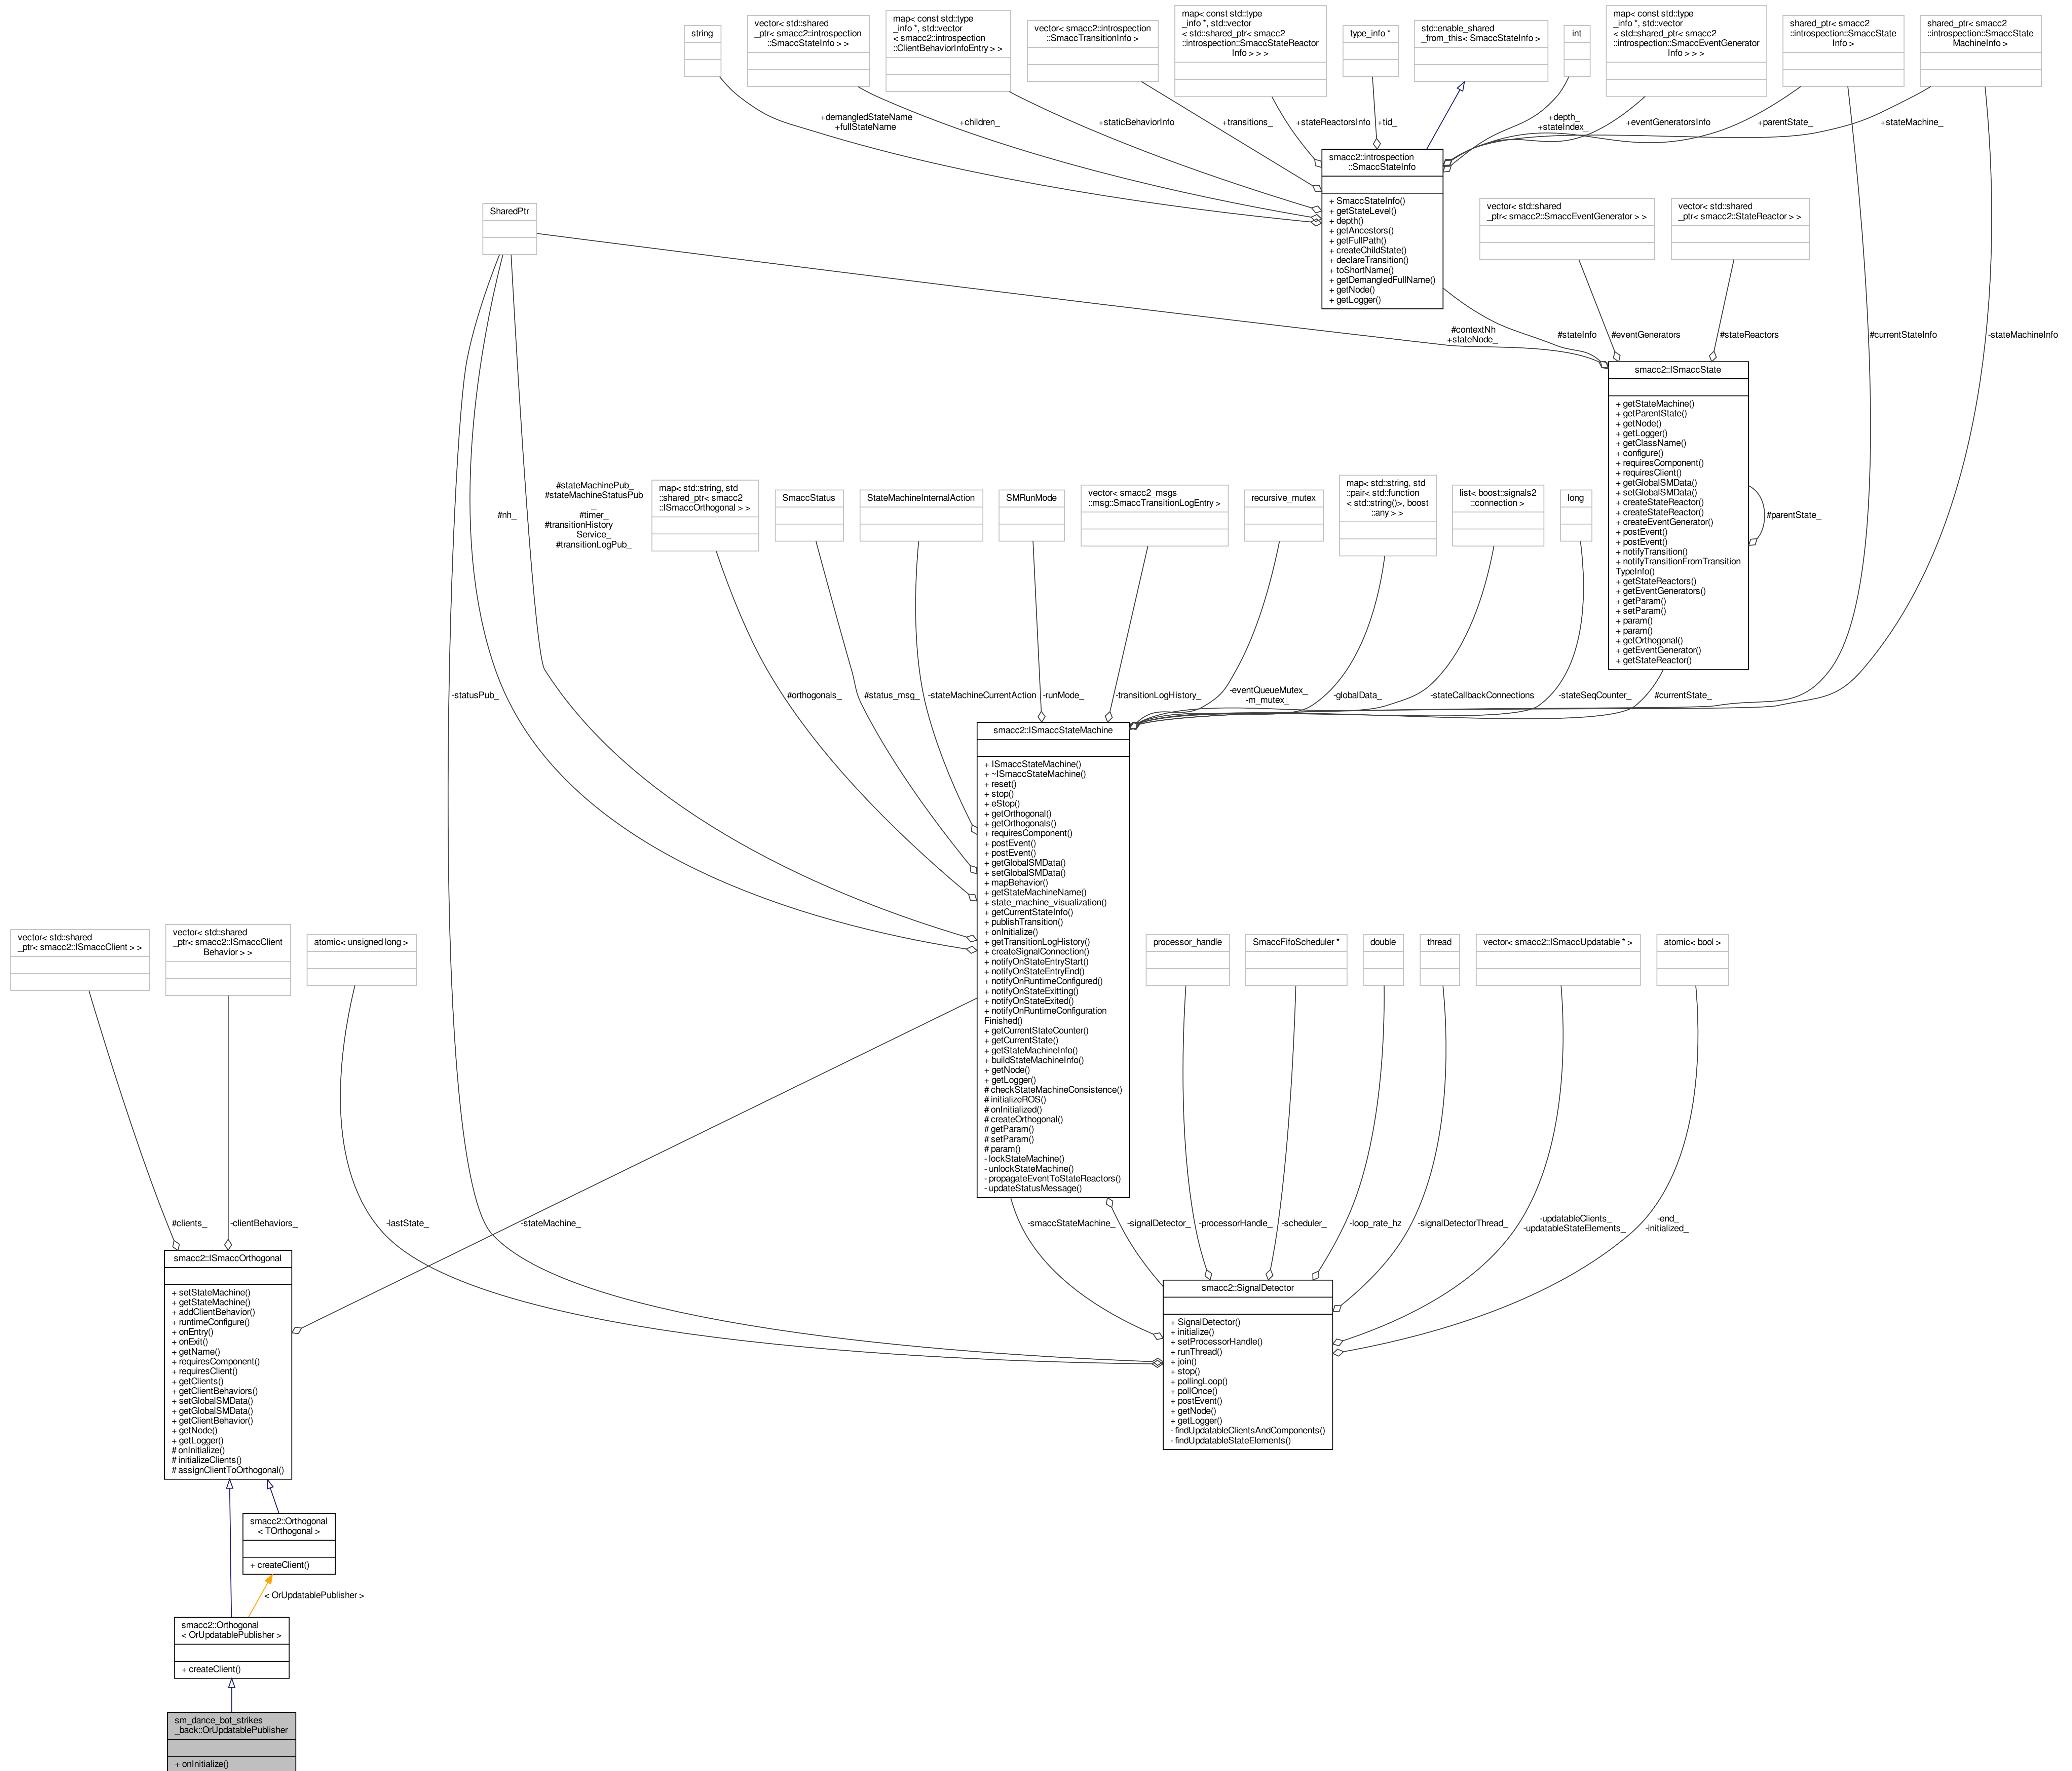 string
vector< std::shared
_ptr< smacc2::introspection
::SmaccStateInfo > >
map< const std::type
_info *, std::vector
< smacc2::introspection
::ClientBehaviorInfoEntry > >
vector< smacc2::introspection
::SmaccTransitionInfo >
map< const std::type
_info *, std::vector
< std::shared_ptr< smacc2
::introspection::SmaccStateReactor
Info > > >
type_info *
std::enable_shared
_from_this< SmaccStateInfo >
int
map< const std::type
_info *, std::vector
< std::shared_ptr< smacc2
::introspection::SmaccEventGenerator
Info > > >
shared_ptr< smacc2
::introspection::SmaccState
Info >
shared_ptr< smacc2
::introspection::SmaccState
MachineInfo >
+demangledStateName
+fullStateName
+children_
+staticBehaviorInfo
+transitions_
+stateReactorsInfo
+tid_
+depth_
+stateIndex_
+eventGeneratorsInfo
+parentState_
+stateMachine_
smacc2::introspection
::SmaccStateInfo
+ SmaccStateInfo()
+ getStateLevel()
+ depth()
+ getAncestors()
+ getFullPath()
+ createChildState()
+ declareTransition()
+ toShortName()
+ getDemangledFullName()
+ getNode()
+ getLogger()
SharedPtr
vector< std::shared
_ptr< smacc2::SmaccEventGenerator > >
vector< std::shared
_ptr< smacc2::StateReactor > >
#contextNh
+stateNode_
#stateInfo_
#eventGenerators_
#stateReactors_
#currentStateInfo_
-stateMachineInfo_
smacc2::ISmaccState
+ getStateMachine()
+ getParentState()
+ getNode()
+ getLogger()
+ getClassName()
+ configure()
+ requiresComponent()
+ requiresClient()
+ getGlobalSMData()
+ setGlobalSMData()
+ createStateReactor()
+ createStateReactor()
+ createEventGenerator()
+ postEvent()
+ postEvent()
+ notifyTransition()
+ notifyTransitionFromTransition
TypeInfo()
+ getStateReactors()
+ getEventGenerators()
+ getParam()
+ setParam()
+ param()
+ param()
+ getOrthogonal()
+ getEventGenerator()
+ getStateReactor()
#parentState_
#nh_
#stateMachinePub_
#stateMachineStatusPub
_
#timer_
#transitionHistory
Service_
#transitionLogPub_
map< std::string, std
::shared_ptr< smacc2
::ISmaccOrthogonal > >
SmaccStatus
StateMachineInternalAction
SMRunMode
vector< smacc2_msgs
::msg::SmaccTransitionLogEntry >
recursive_mutex
map< std::string, std
::pair< std::function
< std::string()>, boost
::any > >
list< boost::signals2
::connection >
long
-statusPub_
#orthogonals_
#status_msg_
-stateMachineCurrentAction
-runMode_
-transitionLogHistory_
-eventQueueMutex_
-m_mutex_
-globalData_
-stateCallbackConnections
-stateSeqCounter_
#currentState_
smacc2::ISmaccStateMachine
+ ISmaccStateMachine()
+ ~ISmaccStateMachine()
+ reset()
+ stop()
+ eStop()
+ getOrthogonal()
+ getOrthogonals()
+ requiresComponent()
+ postEvent()
+ postEvent()
+ getGlobalSMData()
+ setGlobalSMData()
+ mapBehavior()
+ getStateMachineName()
+ state_machine_visualization()
+ getCurrentStateInfo()
+ publishTransition()
+ onInitialize()
+ getTransitionLogHistory()
+ createSignalConnection()
+ notifyOnStateEntryStart()
+ notifyOnStateEntryEnd()
+ notifyOnRuntimeConfigured()
+ notifyOnStateExitting()
+ notifyOnStateExited()
+ notifyOnRuntimeConfiguration
Finished()
+ getCurrentStateCounter()
+ getCurrentState()
+ getStateMachineInfo()
+ buildStateMachineInfo()
+ getNode()
+ getLogger()
# checkStateMachineConsistence()
# initializeROS()
# onInitialized()
# createOrthogonal()
# getParam()
# setParam()
# param()
- lockStateMachine()
- unlockStateMachine()
- propagateEventToStateReactors()
- updateStatusMessage()
vector< std::shared
_ptr< smacc2::ISmaccClient > >
vector< std::shared
_ptr< smacc2::ISmaccClient
Behavior > >
atomic< unsigned long >
processor_handle
SmaccFifoScheduler *
double
thread
vector< smacc2::ISmaccUpdatable * >
atomic< bool >
#clients_
-clientBehaviors_
-lastState_
-stateMachine_
-smaccStateMachine_
-signalDetector_
-processorHandle_
-scheduler_
-loop_rate_hz
-signalDetectorThread_
-updatableClients_
-updatableStateElements_
-end_
-initialized_
smacc2::ISmaccOrthogonal
+ setStateMachine()
+ getStateMachine()
+ addClientBehavior()
+ runtimeConfigure()
+ onEntry()
+ onExit()
+ getName()
+ requiresComponent()
+ requiresClient()
+ getClients()
+ getClientBehaviors()
+ setGlobalSMData()
+ getGlobalSMData()
+ getClientBehavior()
+ getNode()
+ getLogger()
# onInitialize()
# initializeClients()
# assignClientToOrthogonal()
smacc2::SignalDetector
+ SignalDetector()
+ initialize()
+ setProcessorHandle()
+ runThread()
+ join()
+ stop()
+ pollingLoop()
+ pollOnce()
+ postEvent()
+ getNode()
+ getLogger()
- findUpdatableClientsAndComponents()
- findUpdatableStateElements()
smacc2::Orthogonal
< TOrthogonal >
+ createClient()
< OrUpdatablePublisher >
smacc2::Orthogonal
< OrUpdatablePublisher >
+ createClient()
sm_dance_bot_strikes
_back::OrUpdatablePublisher
+ onInitialize()